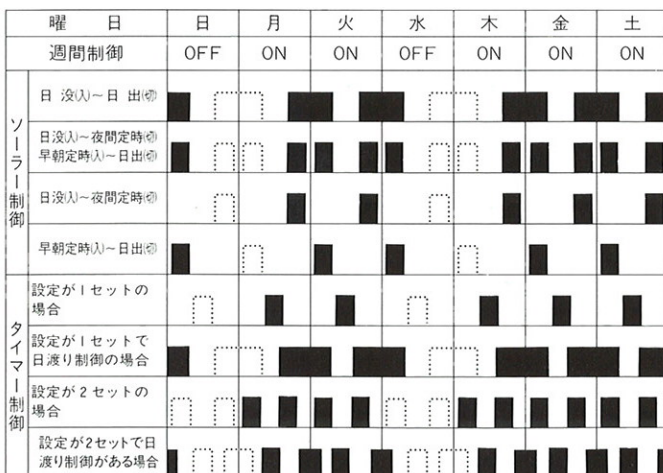 曜 日 日 月 火 水 木 金 土
週間制御 OFF ON ON OFF ON ON ON
ソーラー制御
日 没(入)～日 出(切)
日没(入)～夜間定時(切)
早朝定時(入)～日出(切)
日没(入)～夜間定時(切)
早朝定時(入)～日出(切)
タイマー制御
設定が1セットの
場合
設定が1セットで
日渡り制御の場合
設定が2セットの
場合
設定が2セットで日
渡り制御がある場合